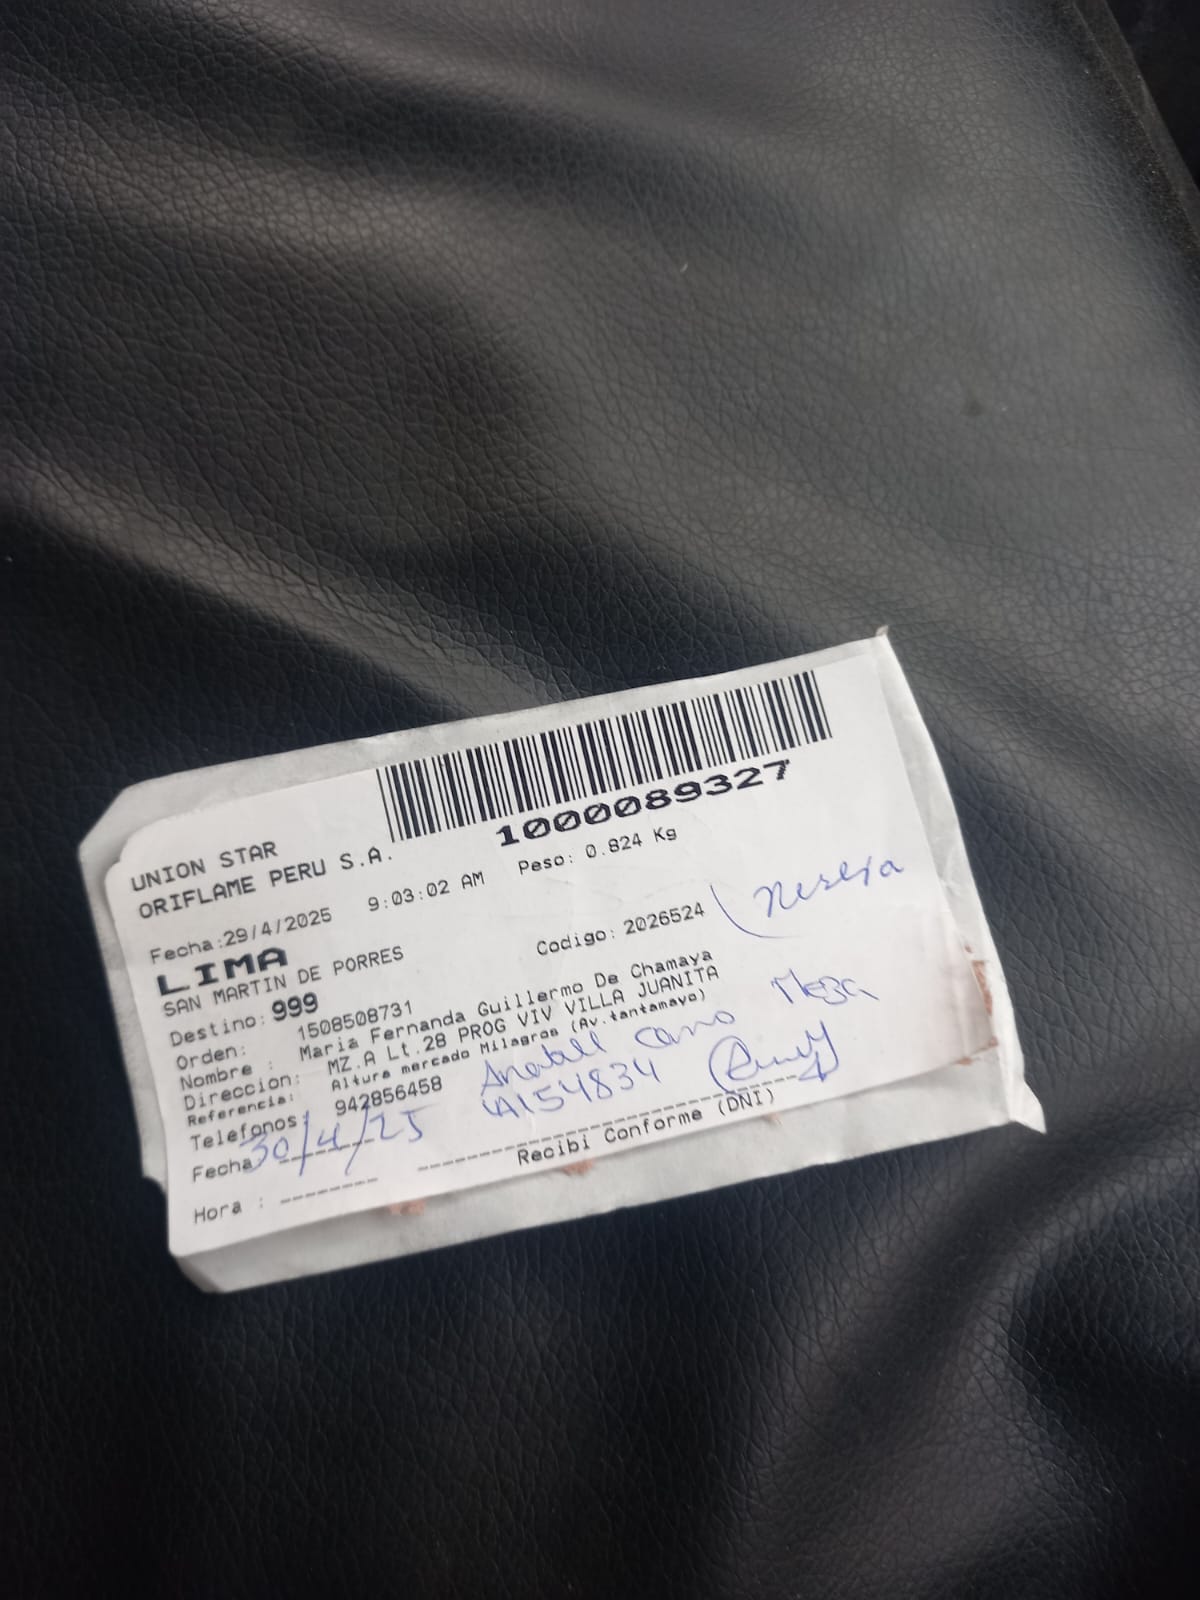 1000089327
UNION STAR
ORIFLAME PERU S.A.
Fecha:29/4/2025 9:03:02 AM Peso: 0.824 Kg
LIMA
SAN MARTIN DE PORRES Codigo: 2026524
Destino: 999
Orden: 1508508731
Nombre : Maria Fernanda Guillermo De Chamaya
Direccion: MZ.A Lt.28 PROG VIV VILLA JUANITA
Referencia: Altura mercado Milagros (Av.tantamayo)
Telefonos: 942856458
Cano Meza
Fecha 30/4/25
Recibi Conforme (DNI)
Hora :